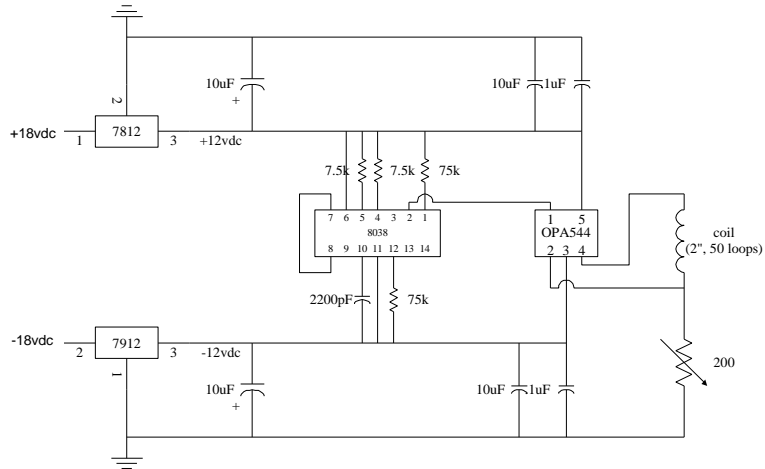 10uF
+
10uF
1uF
2
+18vdc
7812
1
3
+12vdc
7.5k
7.5k
75k
7 6 5 4 3 2 1
8038
8 9 10 11 12 13 14
1 5
OPA544
2 3 4
coil
(2", 50 loops)
2200pF
75k
-18vdc
7912
2
3
-12vdc
1
10uF
+
10uF
1uF
200